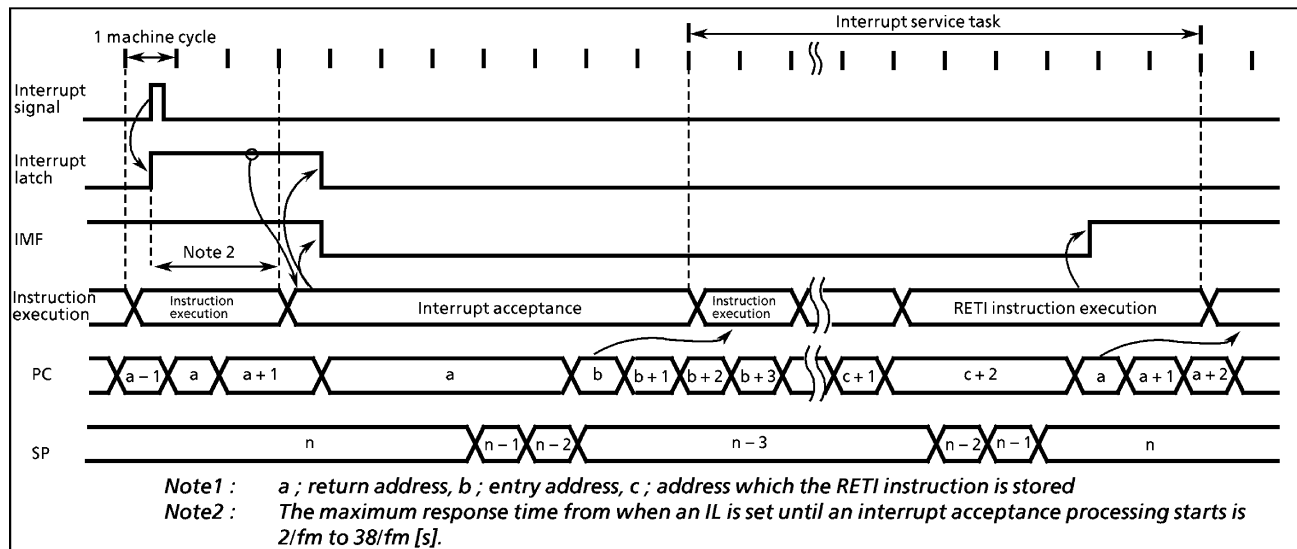 Interrupt service task
1 machine cycle
Interrupt
signal
Interrupt
latch
IMF
Note 2
Instruction
execution
Instruction
execution
Interrupt acceptance
Instruction
execution
RETI instruction execution
PC
a – 1
a
a + 1
a
b
b + 1
b + 2
b + 3
c + 1
c + 2
a
a + 1
a + 2
SP
n
n – 1
n – 2
n – 3
n – 2
n – 1
n
Note1 : a ; return address, b ; entry address, c ; address which the RETI instruction is stored
Note2 : The maximum response time from when an IL is set until an interrupt acceptance processing starts is
2/fm to 38/fm [s].